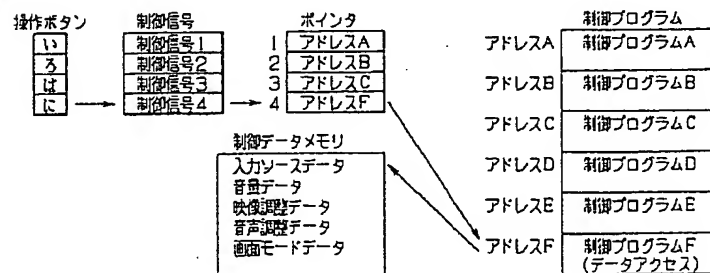 操作ボタン
い
ろ
は
に
制御信号
制御信号1
制御信号2
制御信号3
制御信号4
ポインタ
1 アドレスA
2 アドレスB
3 アドレスC
4 アドレスF
制御データメモリ
入力ソースデータ
音量データ
映像調整データ
音声調整データ
画面モードデータ
制御プログラム
アドレスA 制御プログラムA
アドレスB 制御プログラムB
アドレスC 制御プログラムC
アドレスD 制御プログラムD
アドレスE 制御プログラムE
アドレスF 制御プログラムF
(データアクセス)